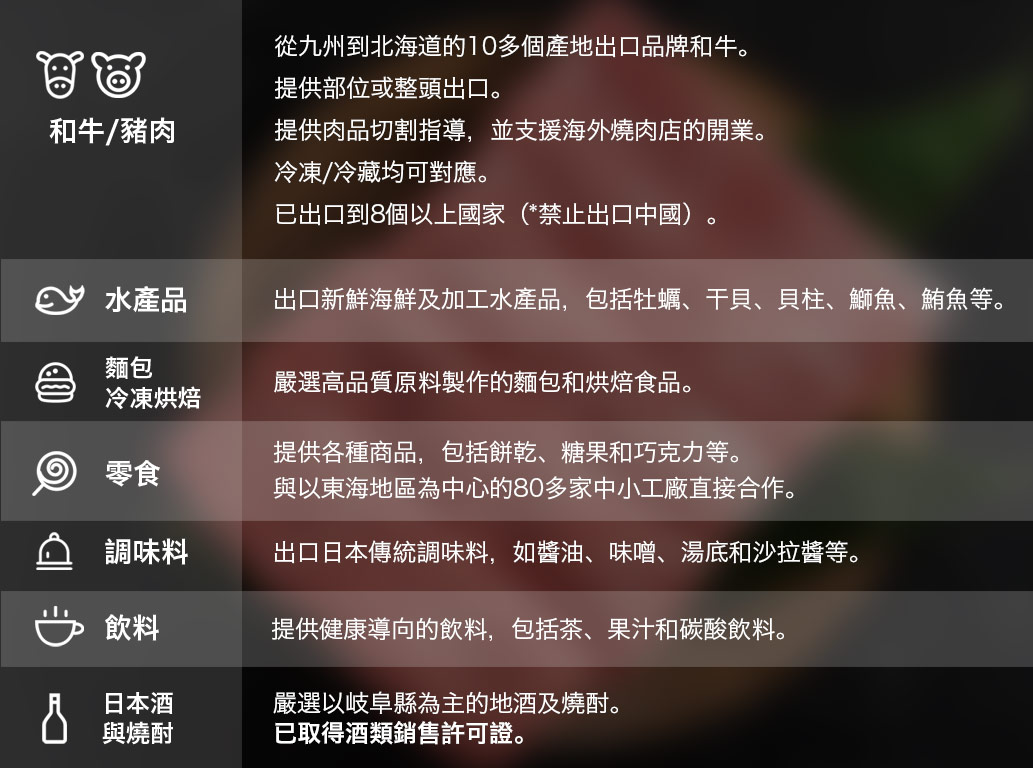 和牛/豬肉
從九州到北海道的10多個產地出口品牌和牛。
提供部位或整頭出口。
提供肉品切割指導，並支援海外燒肉店的開業。
冷凍/冷藏均可對應。
已出口到8個以上國家（*禁止出口中國）。
水產品
出口新鮮海鮮及加工水產品，包括牡蠣、干貝、貝柱、鰤魚、鮪魚等。
麵包
冷凍烘焙
嚴選高品質原料製作的麵包和烘焙食品。
零食
提供各種商品，包括餅乾、糖果和巧克力等。
與以東海地區為中心的80多家中小工廠直接合作。
調味料
出口日本傳統調味料，如醬油、味噌、湯底和沙拉醬等。
飲料
提供健康導向的飲料，包括茶、果汁和碳酸飲料。
日本酒
與燒酎
嚴選以岐阜縣為主的地酒及燒酎。
已取得酒類銷售許可證。